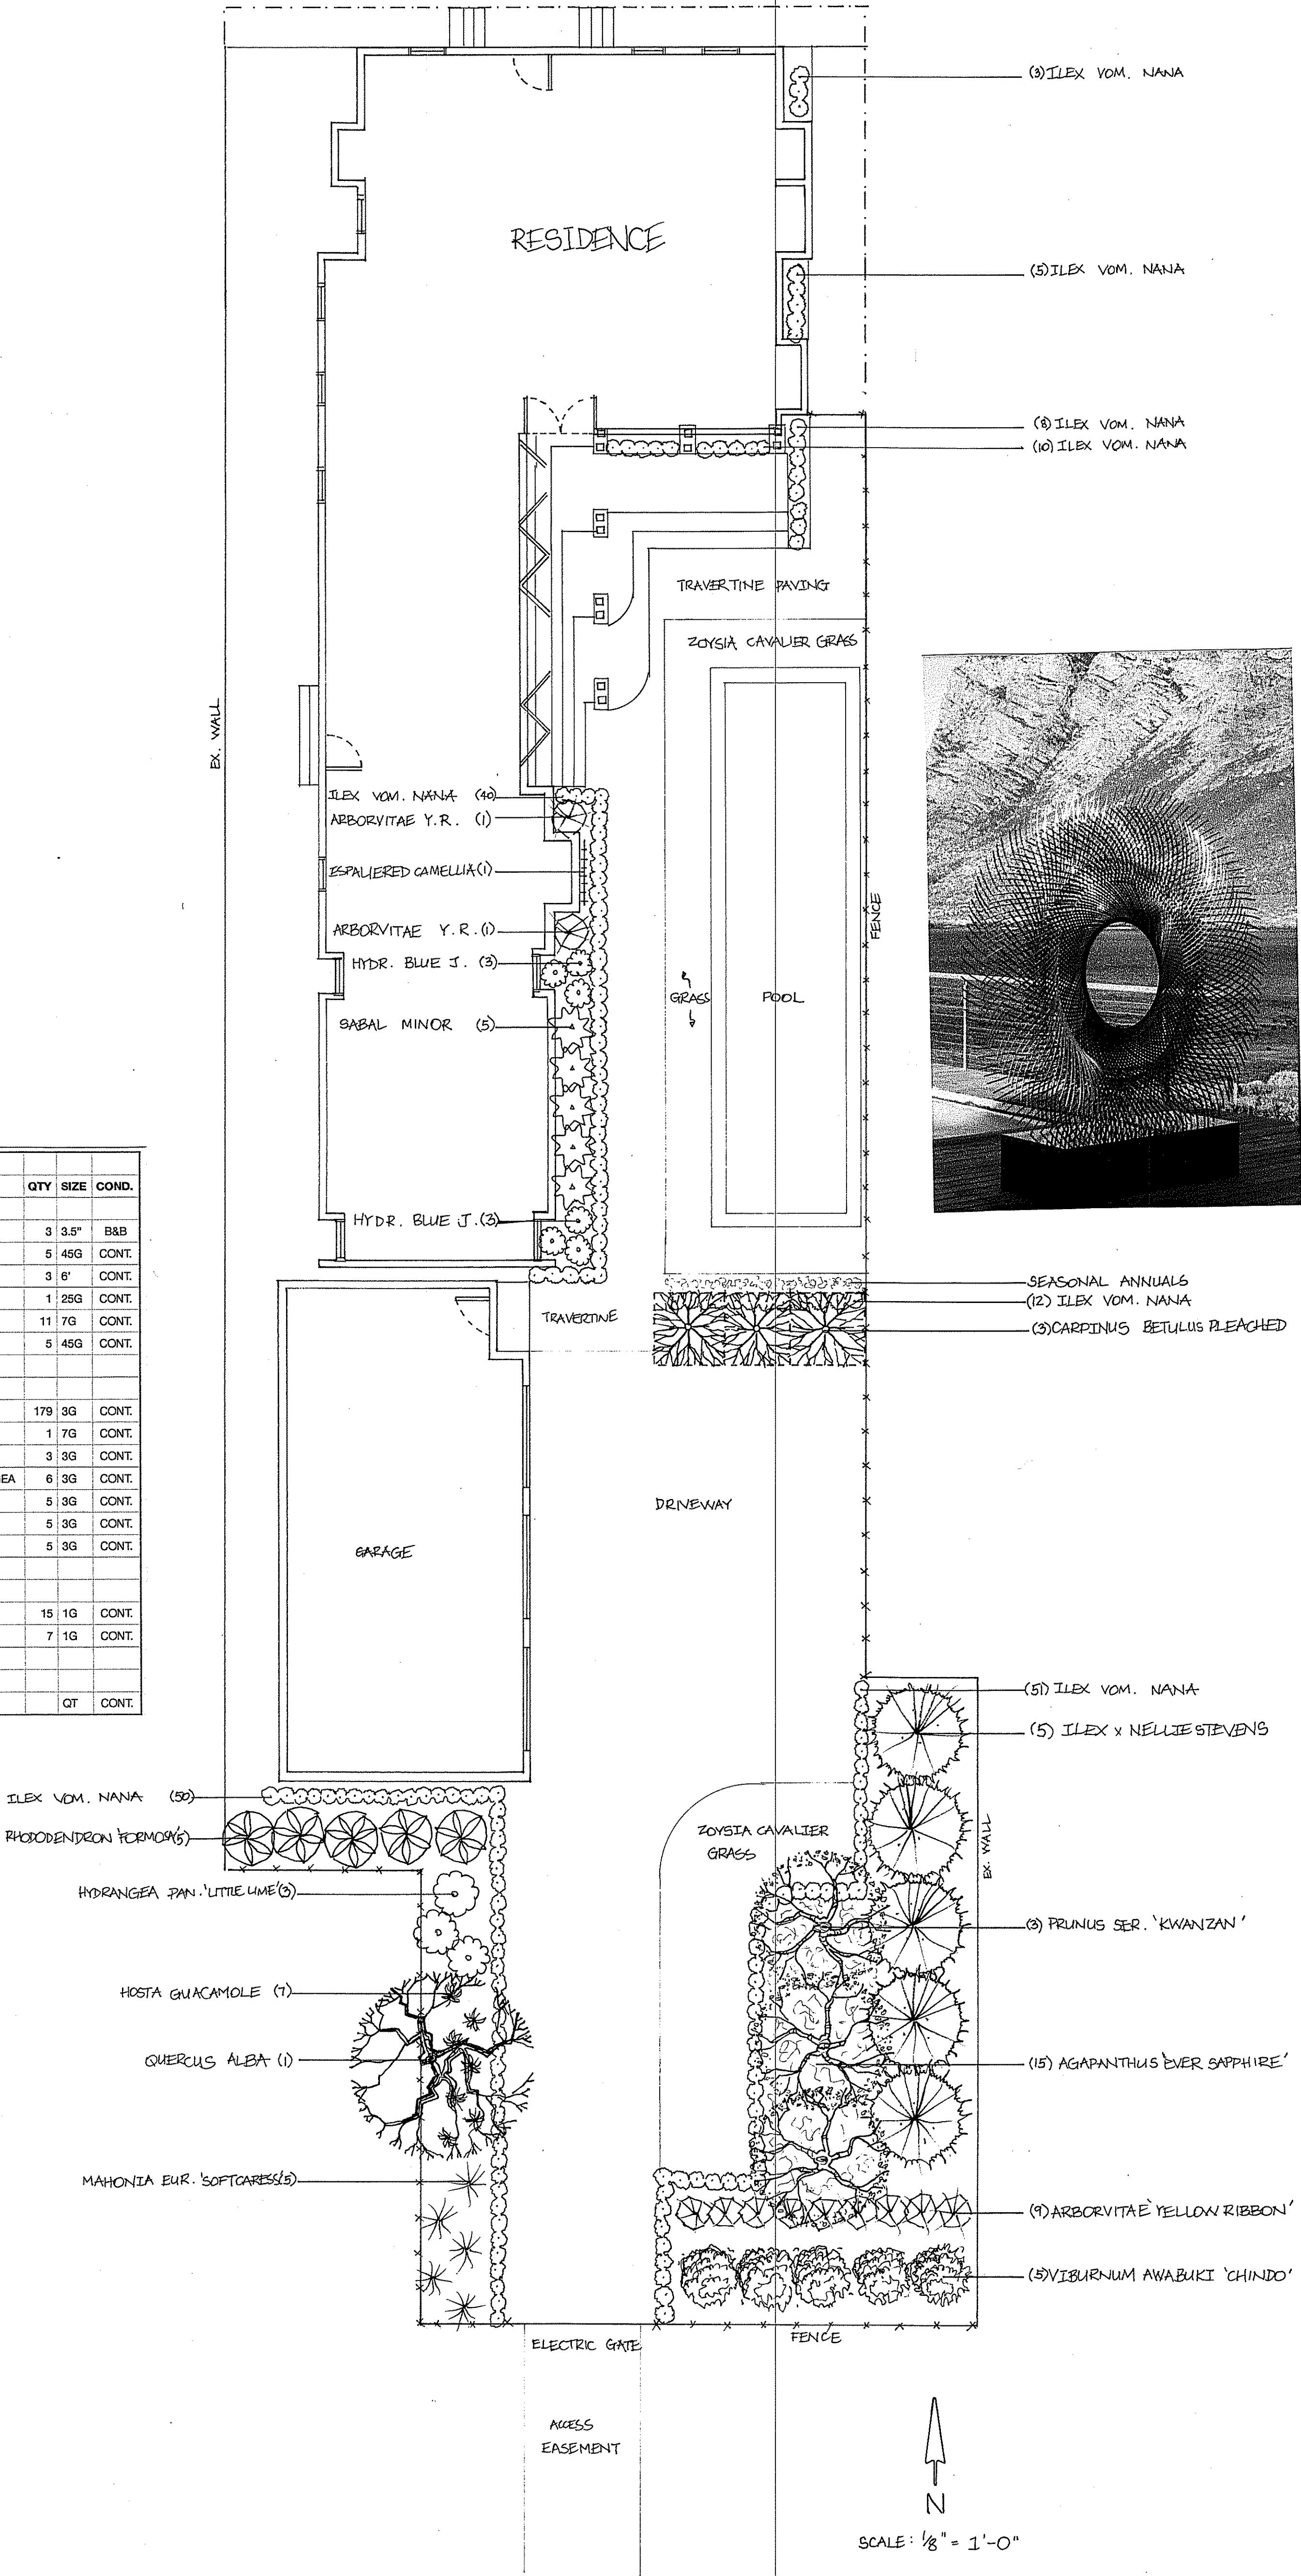 (3) ILEX VOM. NANA
RESIDENCE
(5) ILEX VOM. NANA
(8) ILEX VOM. NANA
(10) ILEX VOM. NANA
TRAVERTINE PAVING
ZOYSIA CAVALIER GRASS
EX. WALL
ILEX VOM. NANA (40)
ARBORVITAE Y.R. (1)
ESPALIERED CAMELLIA (1)
FENCE
ARBORVITAE Y.R. (1)
HYDR. BLUE J. (3)
GRASS
POOL
SABAL MINOR (5)
QTY SIZE COND.
3 3.5" B&B
5 45G CONT.
3 6' CONT.
1 25G CONT.
11 7G CONT.
5 45G CONT.
179 3G CONT.
1 7G CONT.
3 3G CONT.
EA 6 3G CONT.
5 3G CONT.
5 3G CONT.
5 3G CONT.
15 1G CONT.
7 1G CONT.
QT CONT.
HYDR. BLUE J. (3)
SEASONAL ANNUALS
(12) ILEX VOM. NANA
TRAVERTINE
(3) CARPINUS BETULUS PLEACHED
DRIVEWAY
GARAGE
(51) ILEX VOM. NANA
(5) ILEX x NELLIE STEVENS
ILEX VOM. NANA (50)
RHODODENDRON 'FORMOSA' (5)
ZOYSIA CAVALIER
GRASS
EX. WALL
HYDRANGEA PAN. 'LITTLE LIME' (3)
(3) PRUNUS SER. 'KWANZAN'
HOSTA GUACAMOLE (7)
QUERCUS ALBA (1)
(15) AGAPANTHUS 'EVER SAPPHIRE'
MAHONIA EUR. 'SOFT CARESS' (5)
(9) ARBORVITAE 'YELLOW RIBBON'
(5) VIBURNUM AWABUKI 'CHINDO'
ELECTRIC GATE
FENCE
ACCESS
EASEMENT
N
SCALE: 1/8" = 1'-0"